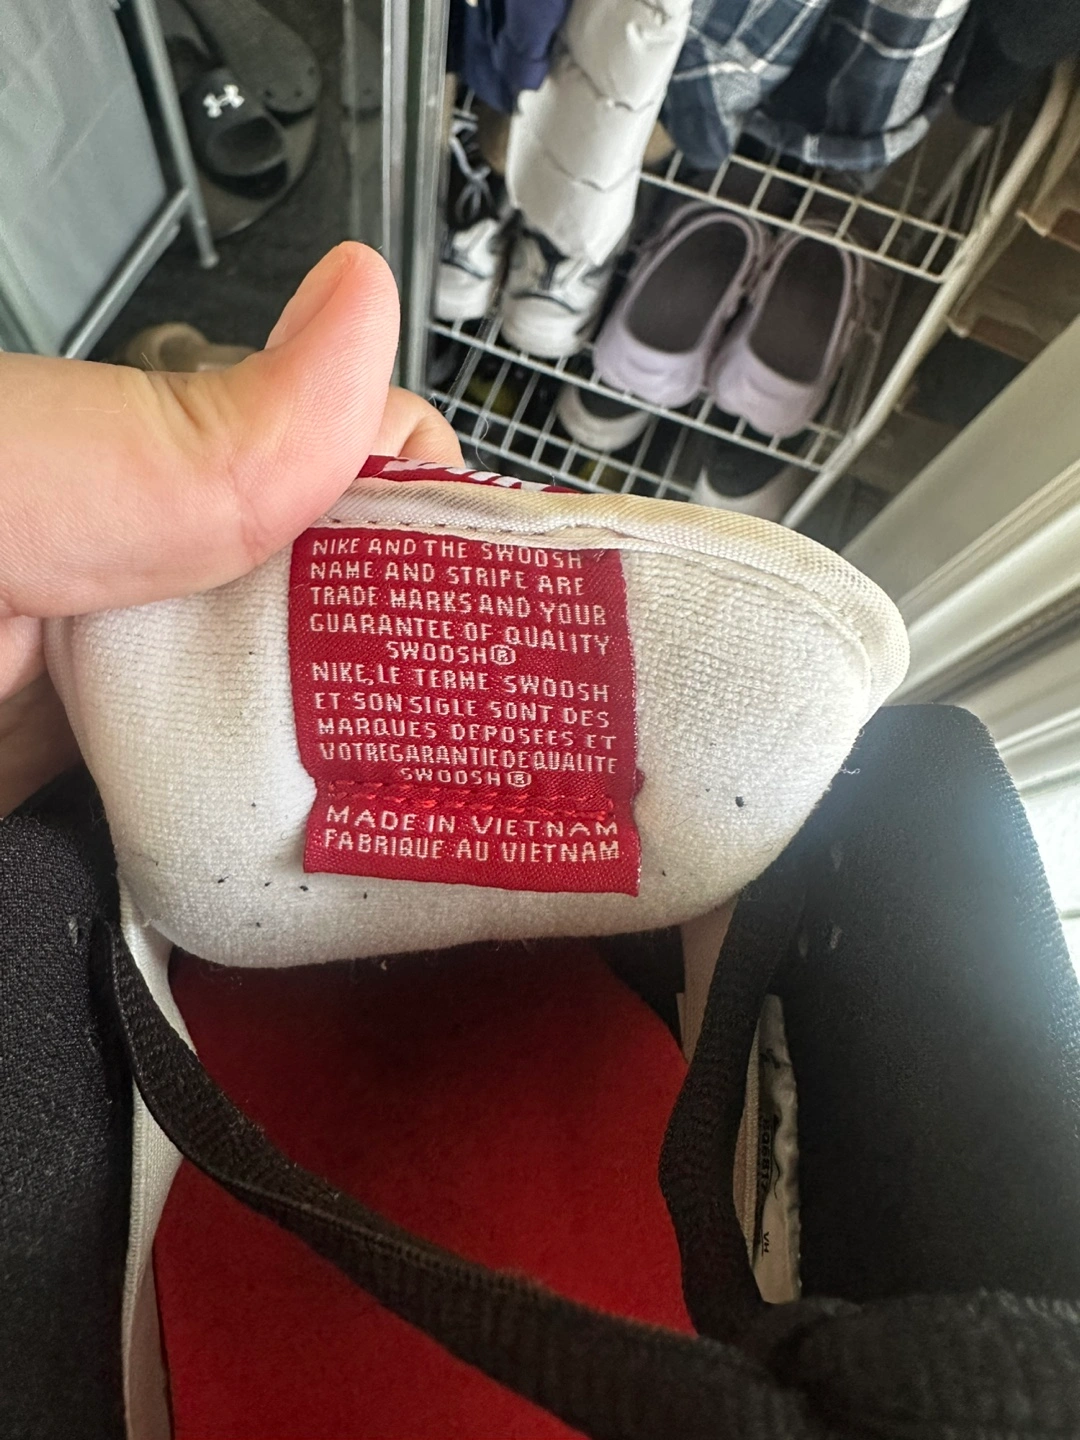 NIKE AND THE SWOOSH
NAME AND STRIPE ARE
TRADE MARKS AND YOUR
GUARANTEE OF QUALITY
SWOOSH®
NIKE,LE TERME SWOOSH
ET SON SIGLE SONT DES
MARQUES DEPOSEES ET
VOTREGARANTIEDEQUALITE
SWOOSH®
MADE IN VIETNAM
FABRIQUE AU VIETNAM
VH